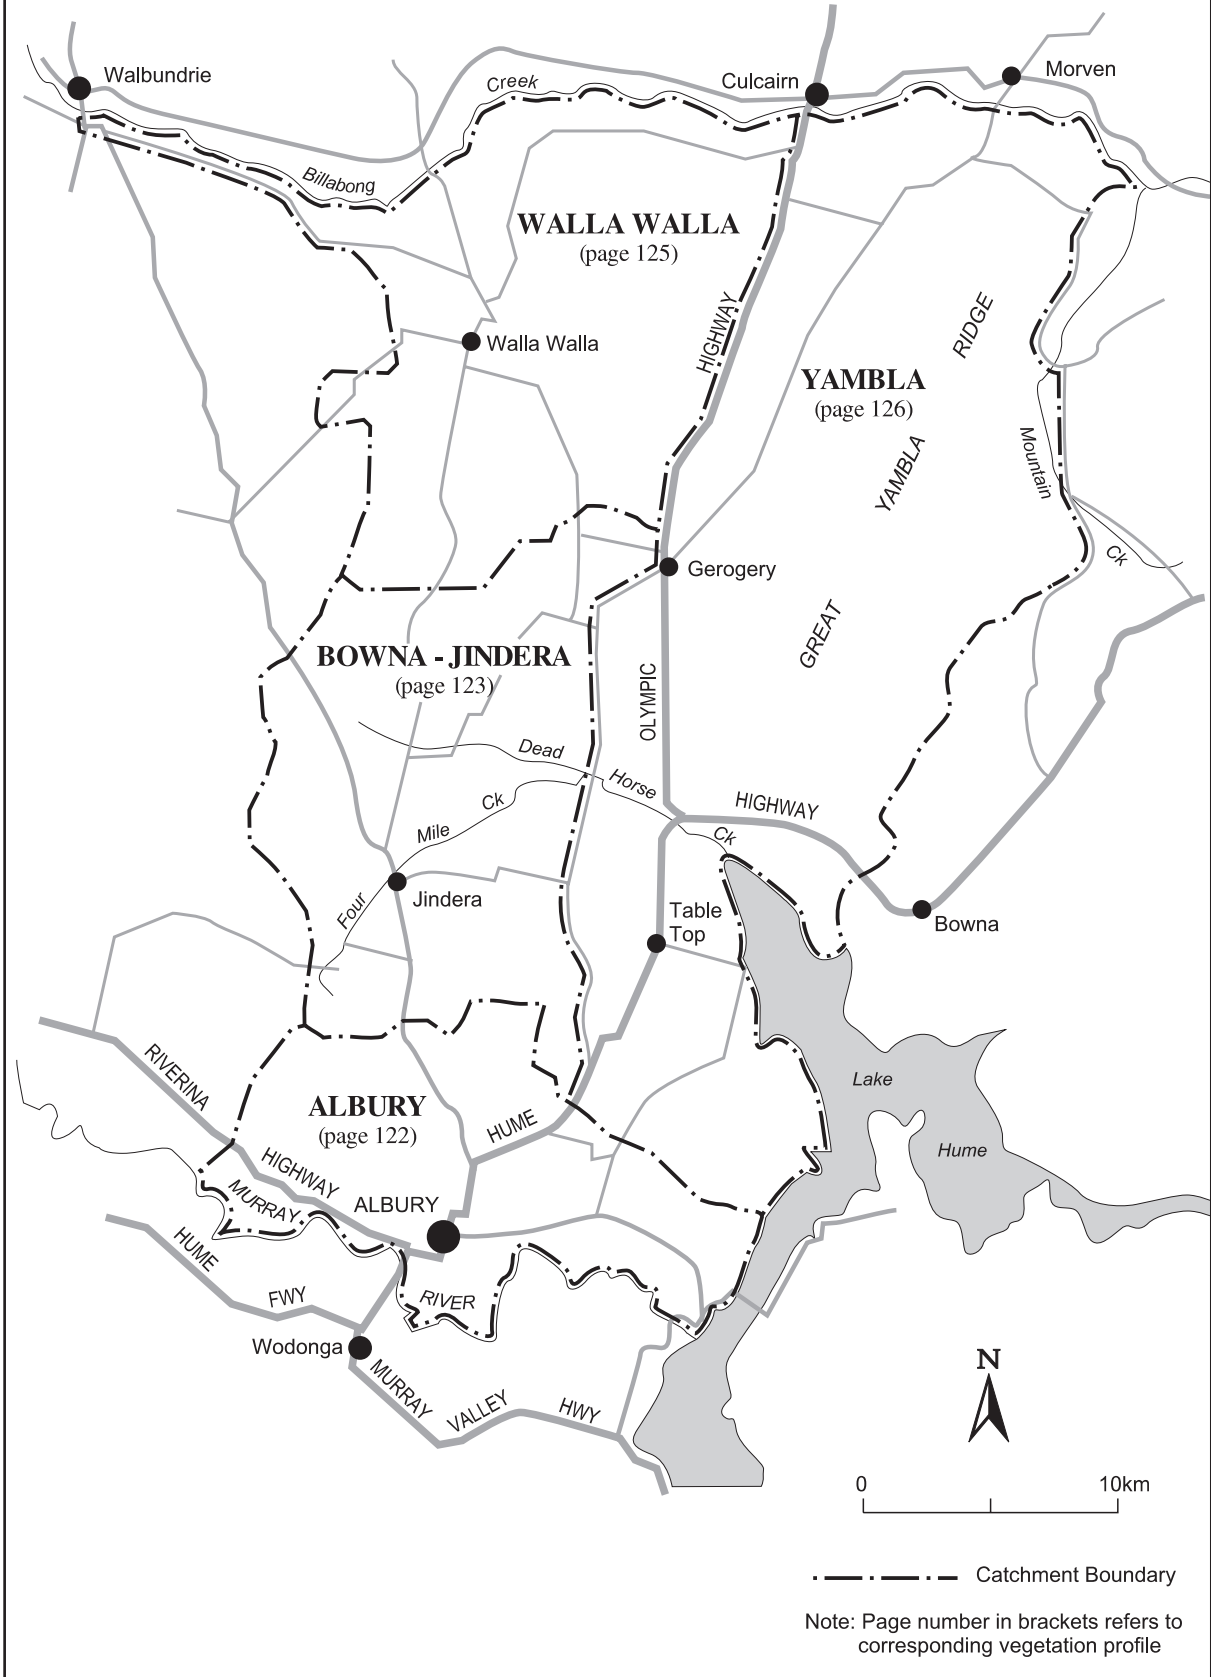 Walbundrie
Culcairn
Morven
Creek
Billabong
WALLA WALLA
(page 125)
HIGHWAY
RIDGE
Walla Walla
YAMBLA
(page 126)
YAMBLA
Mountain
Ck
Gerogery
GREAT
BOWNA - JINDERA
(page 123)
OLYMPIC
Dead
Horse
Ck
HIGHWAY
Four
Mile
Ck
Jindera
Table
Top
Bowna
RIVERINA
HIGHWAY
ALBURY
(page 122)
HUME
Lake
Hume
MURRAY
RIVER
ALBURY
HUME
FWY
Wodonga
MURRAY
VALLEY
HWY
N
0 10km
Catchment Boundary
Note: Page number in brackets refers to
corresponding vegetation profile